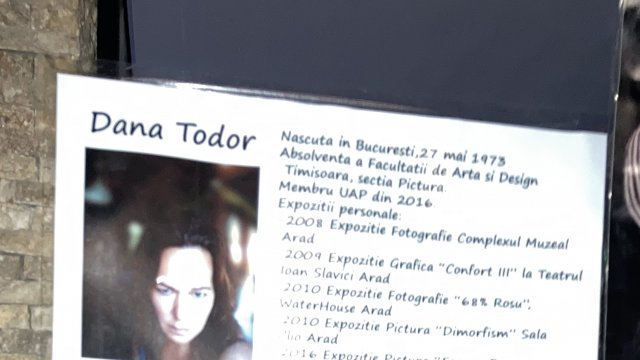 Dana Todor
Nascuta in Bucuresti,27 mai 1973
Absolventa a Facultatii de Arta si Design
Timisoara, sectia Pictura.
Membru UAP din 2016.
Expozitii personale:
2008 Expozitie Fotografie Complexul Muzeal
Arad
2009 Expozitie Grafica "Confort III" la Teatrul
Ioan Slavici Arad
2010 Expozitie Fotografie "68% Rosu",
WaterHouse Arad
2010 Expozitie Pictura "Dimorfism" Sala
Arad
2016 Expozitie Pictura